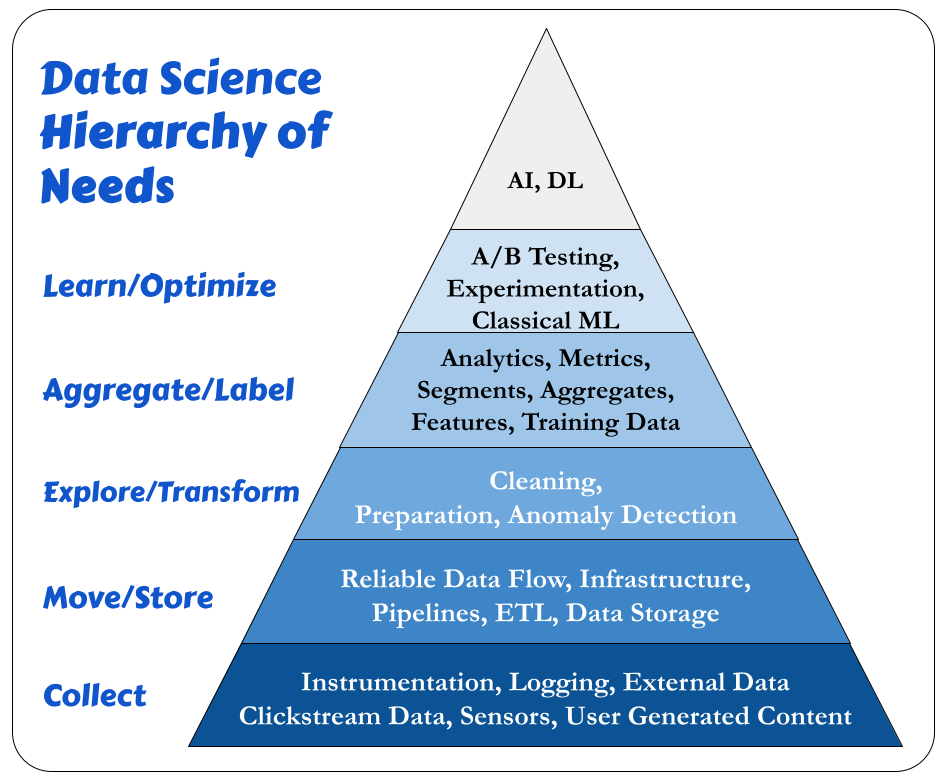 Data Science
Hierarchy of
Needs
AI, DL
Learn/Optimize
A/B Testing,
Experimentation,
Classical ML
Aggregate/Label
Analytics, Metrics,
Segments, Aggregates,
Features, Training Data
Explore/Transform
Cleaning,
Preparation, Anomaly Detection
Move/Store
Reliable Data Flow, Infrastructure,
Pipelines, ETL, Data Storage
Collect
Instrumentation, Logging, External Data
Clickstream Data, Sensors, User Generated Content